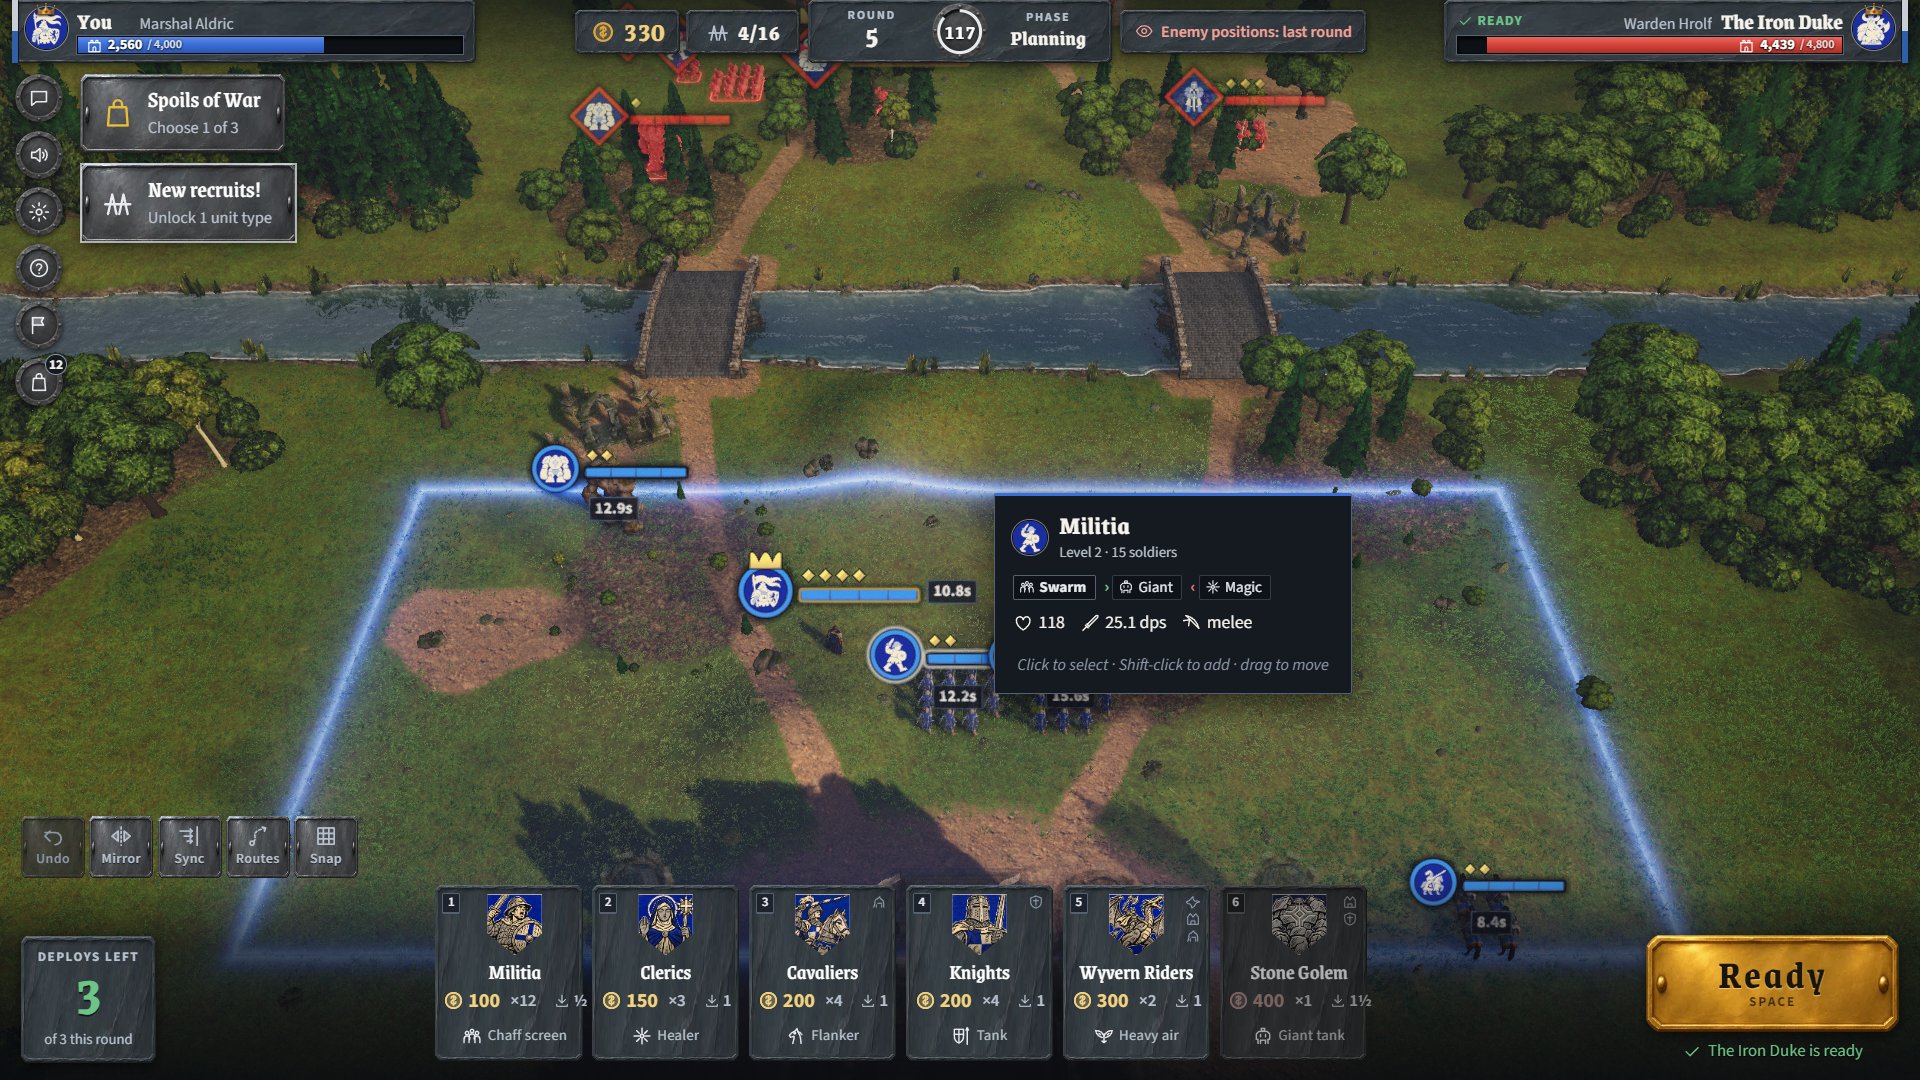 You Marshal Aldric
2,560 / 4,000
330
4/16
ROUND
5
117
PHASE
Planning
Enemy positions: last round
READY
Warden Hrolf The Iron Duke
4,439 / 4,800
Spoils of War
Choose 1 of 3
New recruits!
Unlock 1 unit type
12
12.9s
10.8s
12.2s
15.6s
8.4s
Militia
Level 2 · 15 soldiers
Swarm › Giant ‹ Magic
118 25.1 dps melee
Click to select · Shift-click to add · drag to move
Undo
Mirror
Sync
Routes
Snap
DEPLOYS LEFT
3
of 3 this round
1
Militia
100 ×12 ½
Chaff screen
2
Clerics
150 ×3 1
Healer
3
Cavaliers
200 ×4 1
Flanker
4
Knights
200 ×4 1
Tank
5
Wyvern Riders
300 ×2 1
Heavy air
6
Stone Golem
400 ×1 1½
Giant tank
Ready
SPACE
The Iron Duke is ready